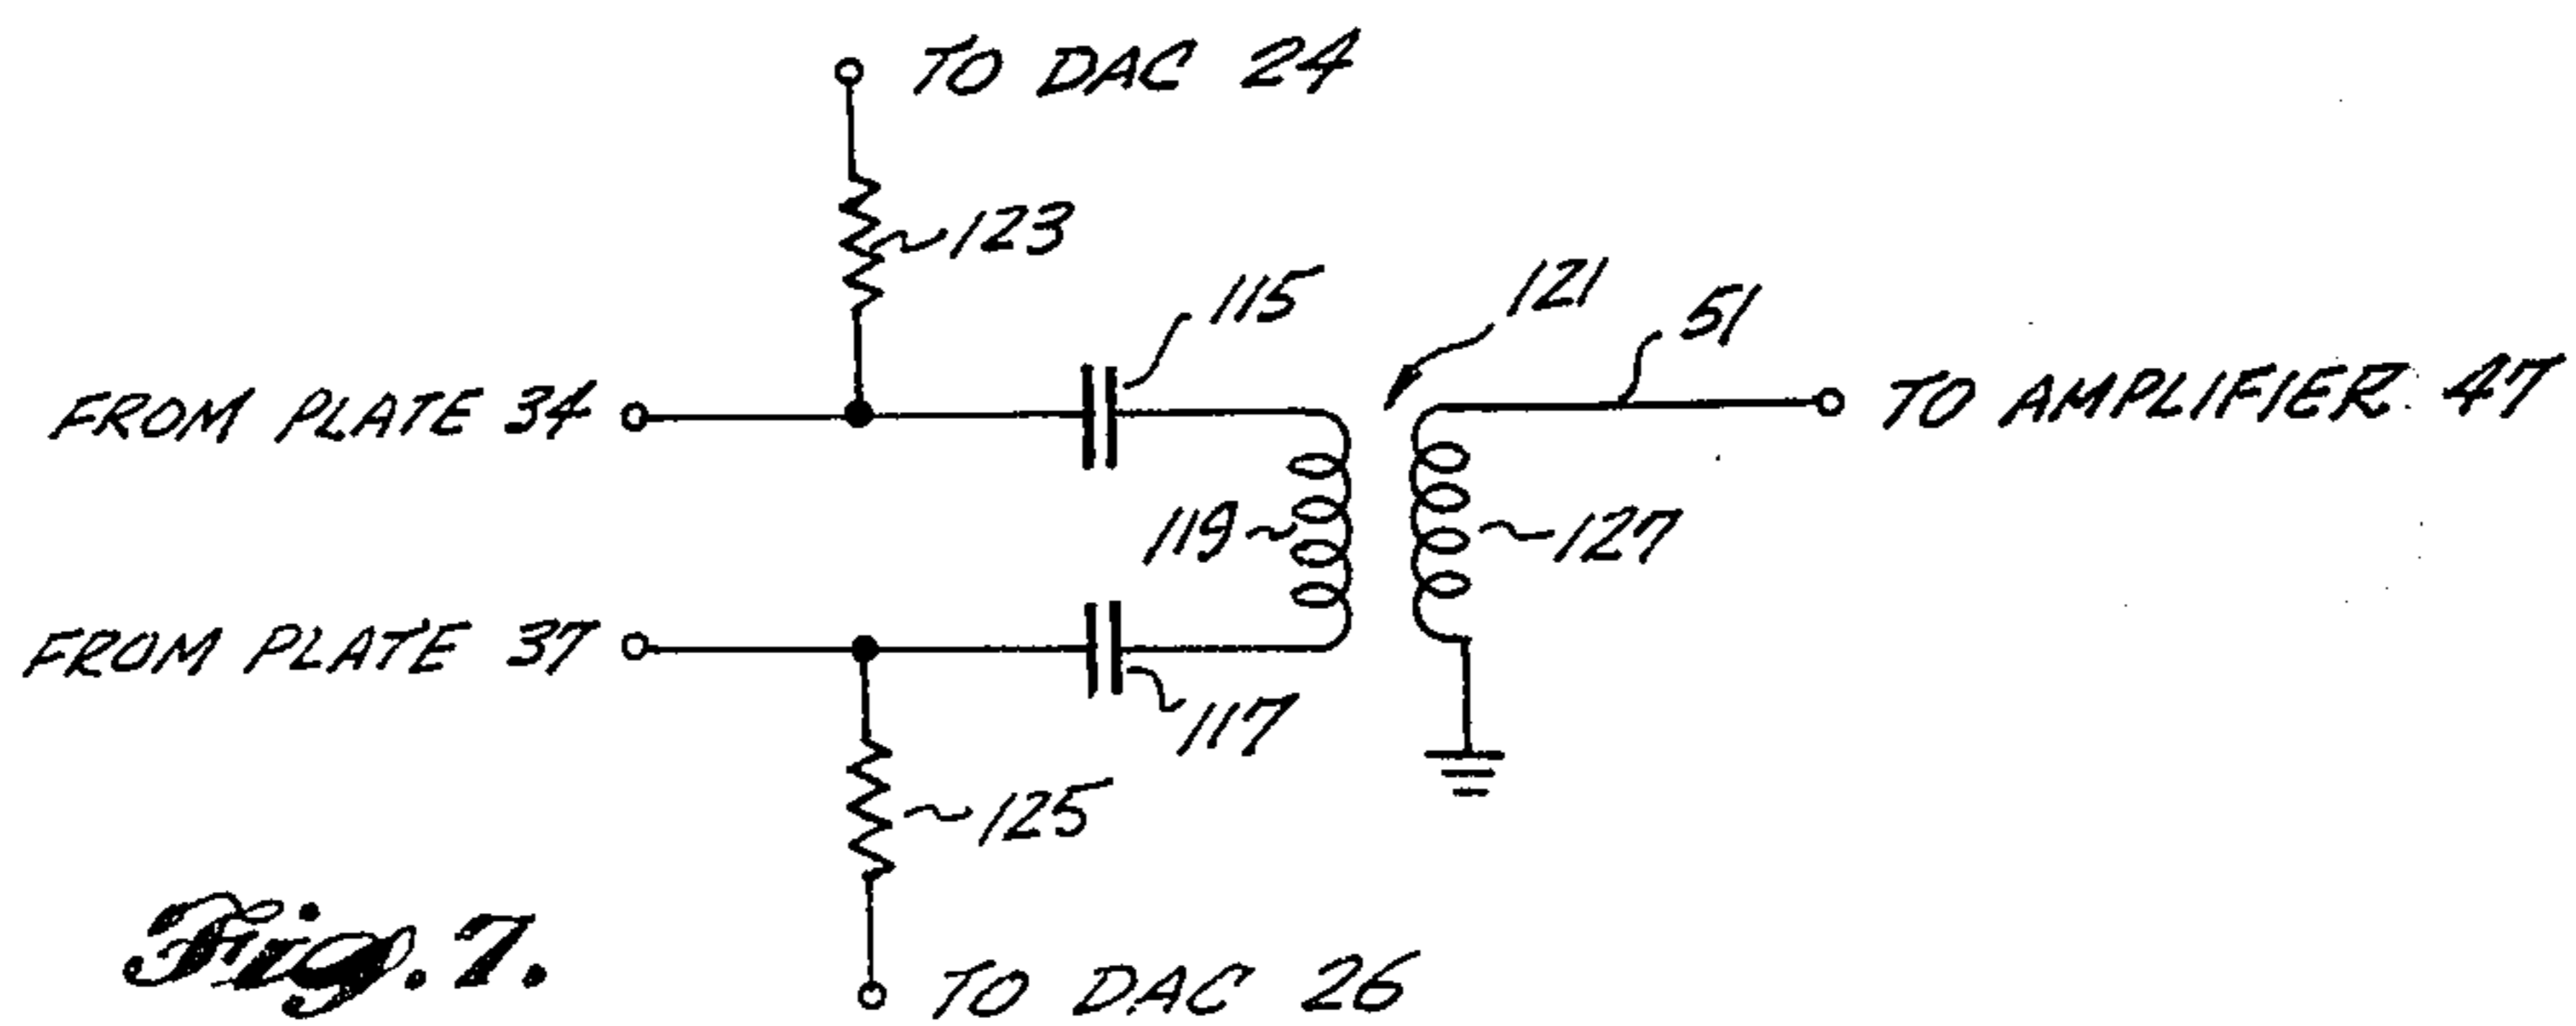 TO DAC 24
123
115
121
51
FROM PLATE 34
TO AMPLIFIER 47
119
127
FROM PLATE 37
117
125
Fig. 7.
TO DAC 26